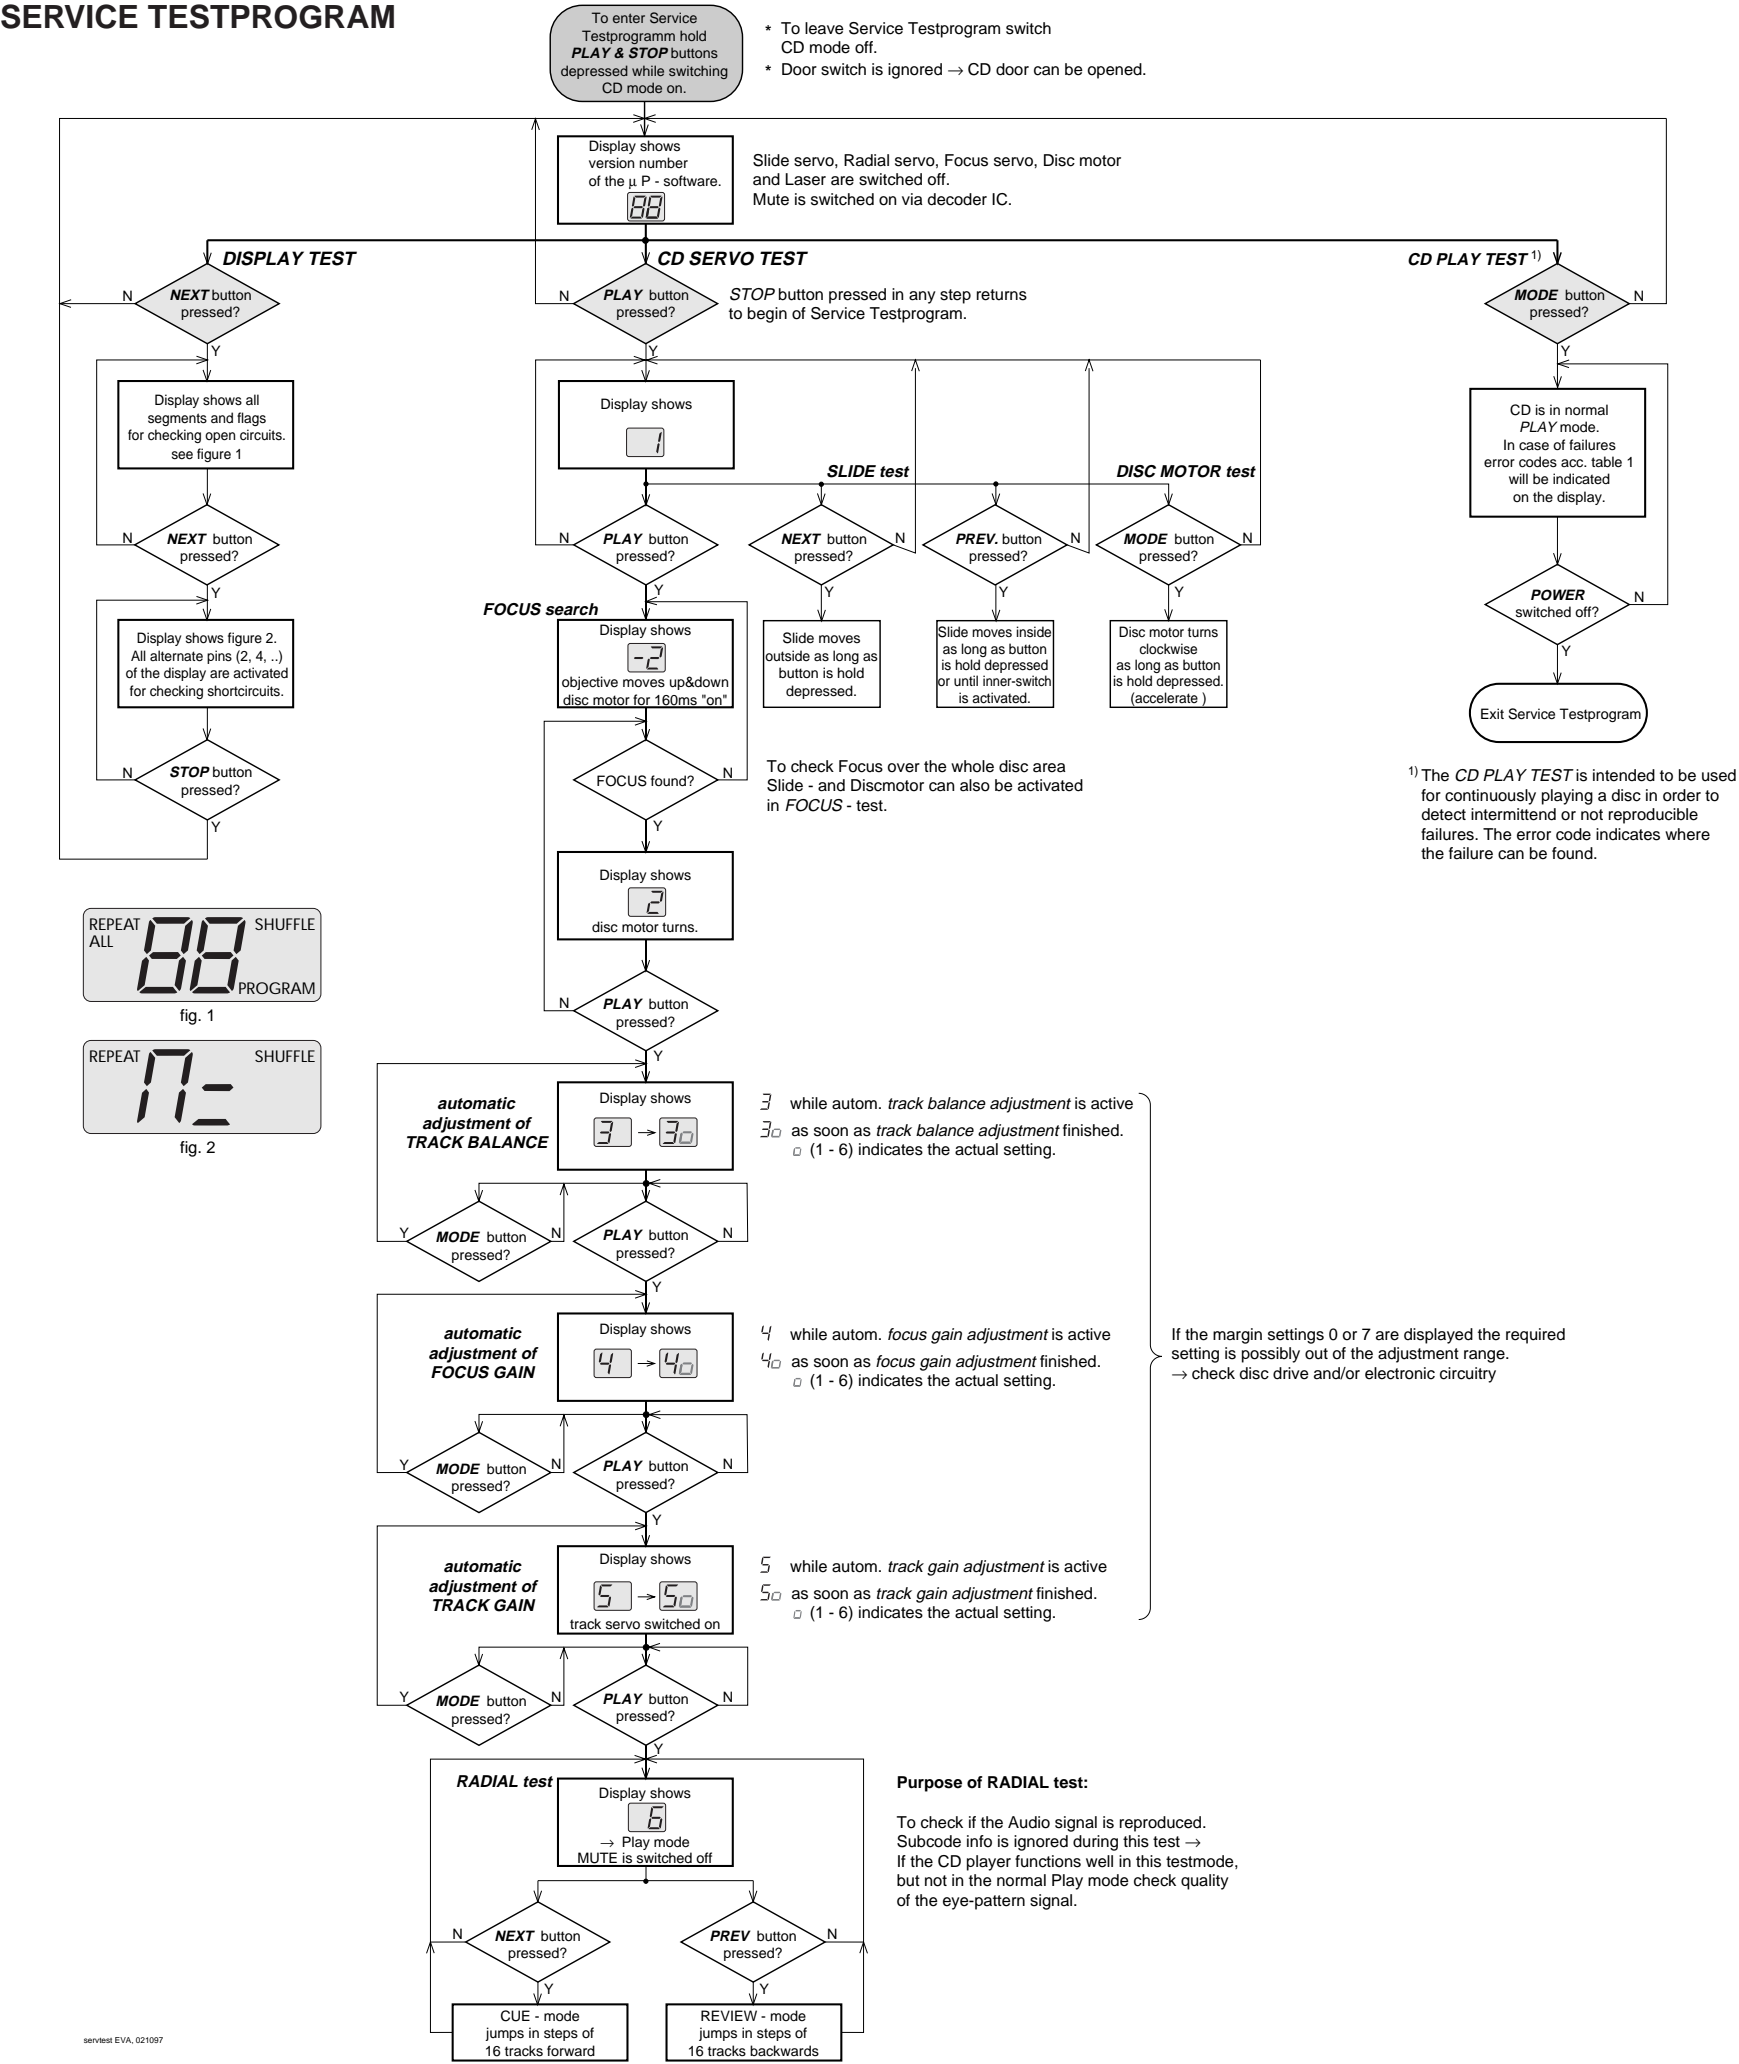 SERVICE TESTPROGRAM
To enter Service
Testprogramm hold
PLAY & STOP buttons
depressed while switching
CD mode on.
* To leave Service Testprogram switch
CD mode off.
* Door switch is ignored → CD door can be opened.
Display shows
version number
of the µ P - software.
88
Slide servo, Radial servo, Focus servo, Disc motor
and Laser are switched off.
Mute is switched on via decoder IC.
DISPLAY TEST
NEXT button
pressed?
N
Y
Display shows all
segments and flags
for checking open circuits.
see figure 1
NEXT button
pressed?
N
Y
Display shows figure 2.
All alternate pins (2, 4, ..)
of the display are activated
for checking shortcircuits.
STOP button
pressed?
N
Y
REPEAT
ALL
88
SHUFFLE
PROGRAM
fig. 1
REPEAT
SHUFFLE
fig. 2
CD SERVO TEST
PLAY button
pressed?
N
Y
STOP button pressed in any step returns
to begin of Service Testprogram.
Display shows
1
PLAY button
pressed?
N
Y
SLIDE test
NEXT button
pressed?
N
Y
Slide moves
outside as long as
button is hold
depressed.
PREV. button
pressed?
N
Y
Slide moves inside
as long as button
is hold depressed
or until inner-switch
is activated.
DISC MOTOR test
MODE button
pressed?
N
Y
Disc motor turns
clockwise
as long as button
is hold depressed.
(accelerate )
FOCUS search
Display shows
-2
objective moves up&down
disc motor for 160ms "on"
FOCUS found?
N
Y
To check Focus over the whole disc area
Slide - and Discmotor can also be activated
in FOCUS - test.
Display shows
2
disc motor turns.
PLAY button
pressed?
N
Y
automatic
adjustment of
TRACK BALANCE
Display shows
3 → 3o
3 while autom. track balance adjustment is active
3o as soon as track balance adjustment finished.
o (1 - 6) indicates the actual setting.
MODE button
pressed?
Y
N
PLAY button
pressed?
N
Y
automatic
adjustment of
FOCUS GAIN
Display shows
4 → 4o
4 while autom. focus gain adjustment is active
4o as soon as focus gain adjustment finished.
o (1 - 6) indicates the actual setting.
If the margin settings 0 or 7 are displayed the required
setting is possibly out of the adjustment range.
→ check disc drive and/or electronic circuitry
MODE button
pressed?
Y
N
PLAY button
pressed?
N
Y
automatic
adjustment of
TRACK GAIN
Display shows
5 → 5o
track servo switched on
5 while autom. track gain adjustment is active
5o as soon as track gain adjustment finished.
o (1 - 6) indicates the actual setting.
MODE button
pressed?
Y
N
PLAY button
pressed?
N
Y
RADIAL test
Display shows
6
→ Play mode
MUTE is switched off
Purpose of RADIAL test:
To check if the Audio signal is reproduced.
Subcode info is ignored during this test →
If the CD player functions well in this testmode,
but not in the normal Play mode check quality
of the eye-pattern signal.
NEXT button
pressed?
N
Y
CUE - mode
jumps in steps of
16 tracks forward
PREV button
pressed?
N
Y
REVIEW - mode
jumps in steps of
16 tracks backwards
CD PLAY TEST 1)
MODE button
pressed?
N
Y
CD is in normal
PLAY mode.
In case of failures
error codes acc. table 1
will be indicated
on the display.
POWER
switched off?
N
Y
Exit Service Testprogram
1) The CD PLAY TEST is intended to be used
for continuously playing a disc in order to
detect intermittend or not reproducible
failures. The error code indicates where
the failure can be found.
servtest EVA, 021097